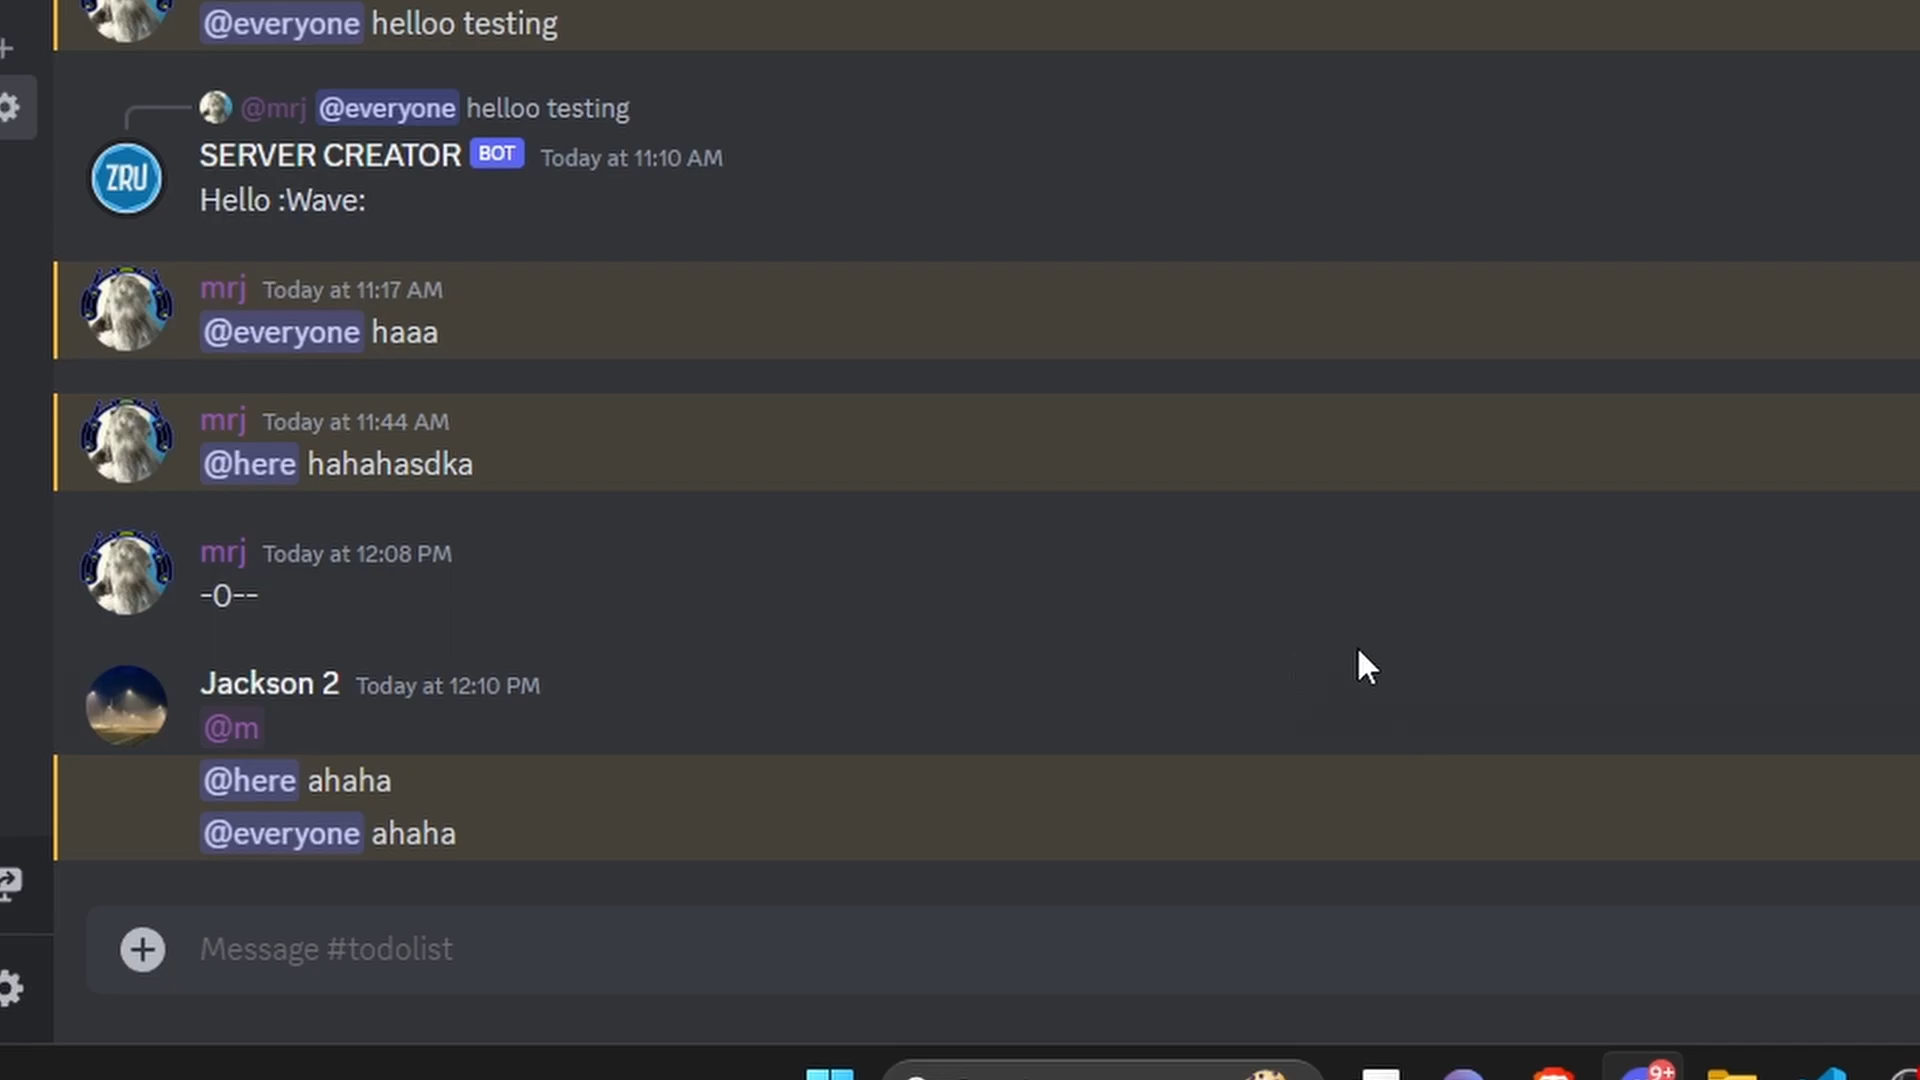 @everyone helloo testing
@mrj @everyone helloo testing
ZRU
SERVER CREATOR BOT Today at 11:10 AM
Hello :Wave:
mrj Today at 11:17 AM
@everyone haaa
mrj Today at 11:44 AM
@here hahahasdka
mrj Today at 12:08 PM
-0--
Jackson 2 Today at 12:10 PM
@m
@here ahaha
@everyone ahaha
Message #todolist
9+